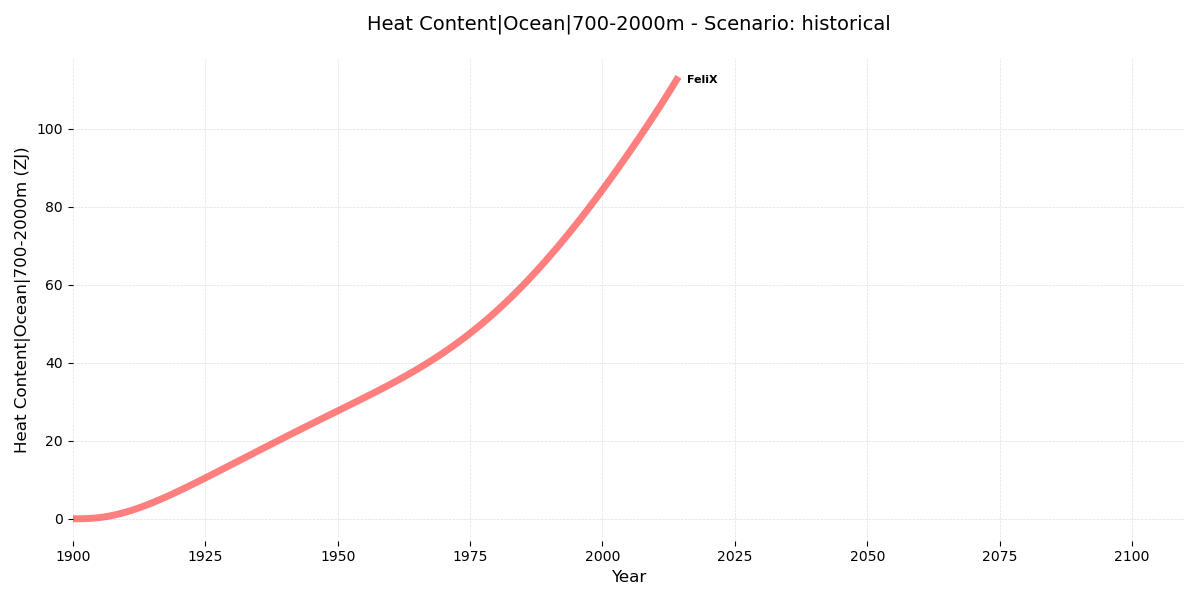 Heat Content|Ocean|700-2000m - Scenario: historical
FeliX
Heat Content|Ocean|700-2000m (ZJ)
100
80
60
40
20
0
1900 1925 1950 1975 2000 2025 2050 2075 2100
Year